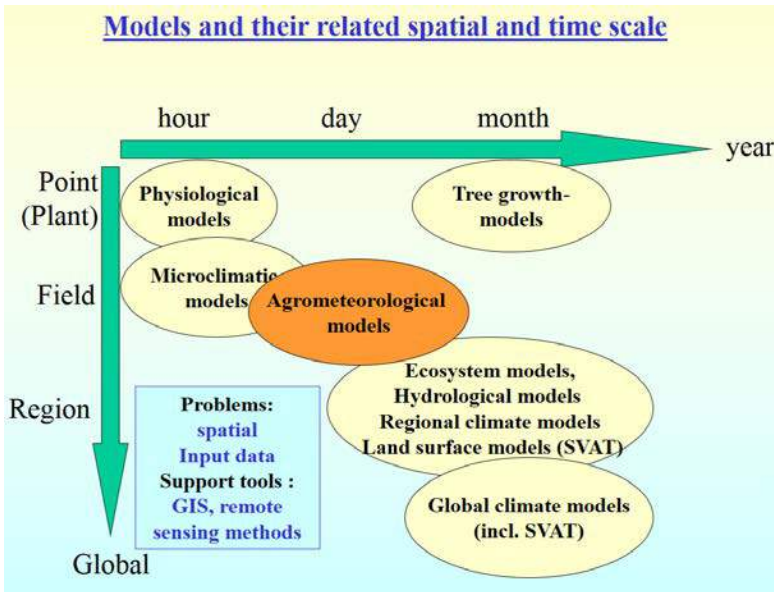 Models and their related spatial and time scale
hour
day
month
year
Point
(Plant)
Field
Region
Global
Physiological
models
Tree growth-
models
Microclimatic
models
Agrometeorological
models
Ecosystem models,
Hydrological models
Regional climate models
Land surface models (SVAT)
Global climate models
(incl. SVAT)
Problems:
spatial
Input data
Support tools :
GIS, remote
sensing methods